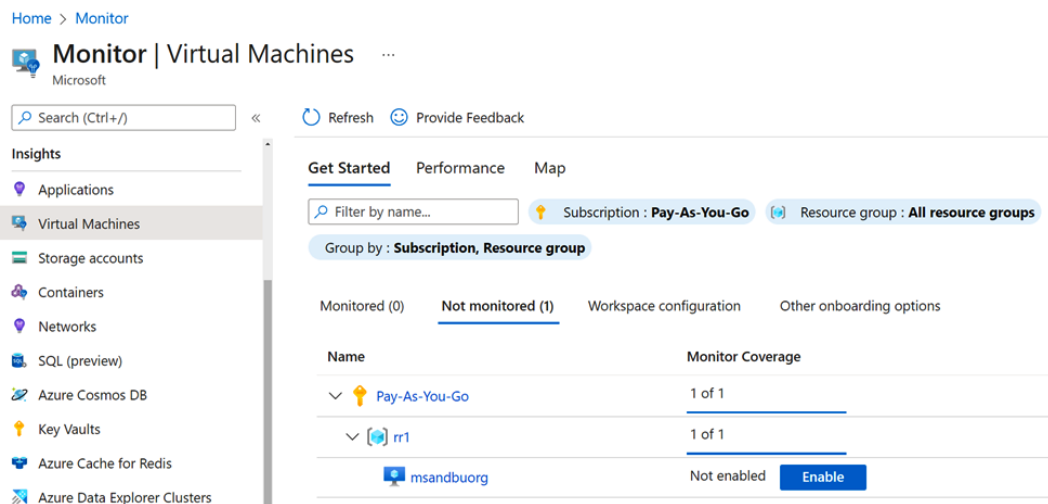 Home > Monitor
Monitor | Virtual Machines ...
Microsoft
Search (Ctrl+/)
«
Insights
Applications
Virtual Machines
Storage accounts
Containers
Networks
SQL (preview)
Azure Cosmos DB
Key Vaults
Azure Cache for Redis
Azure Data Explorer Clusters
Refresh Provide Feedback
Get Started Performance Map
Filter by name... Subscription : Pay-As-You-Go Resource group : All resource groups
Group by : Subscription, Resource group
Monitored (0) Not monitored (1) Workspace configuration Other onboarding options
Name Monitor Coverage
Pay-As-You-Go 1 of 1
rr1 1 of 1
msandbuorg Not enabled Enable